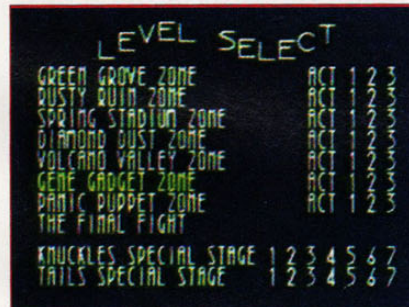 LEVEL SELECT
GREEN GROVE ZONE ACT 1 2 3
RUSTY RUIN ZONE ACT 1 2 3
SPRING STADIUM ZONE ACT 1 2 3
DIAMOND DUST ZONE ACT 1 2 3
VOLCANO VALLEY ZONE ACT 1 2 3
GENE GADGET ZONE ACT 1 2 3
PANIC PUPPET ZONE ACT 1 2 3
THE FINAL FIGHT
KNUCKLES SPECIAL STAGE 1 2 3 4 5 6 7
TAILS SPECIAL STAGE 1 2 3 4 5 6 7